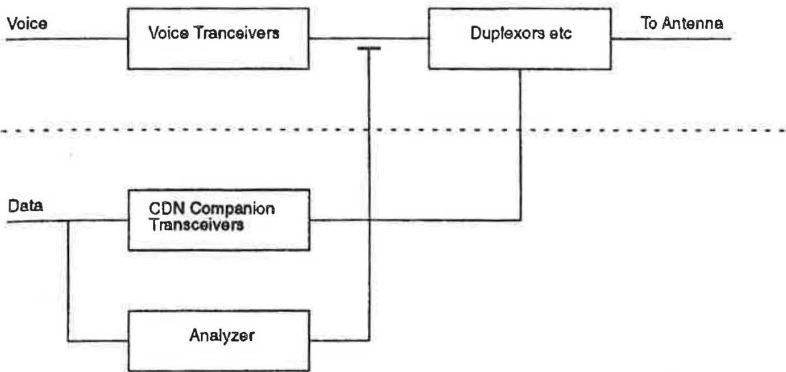 Voice
Voice Tranceivers
Duplexors etc
To Antenna
Data
CDN Companion
Transceivers
Analyzer